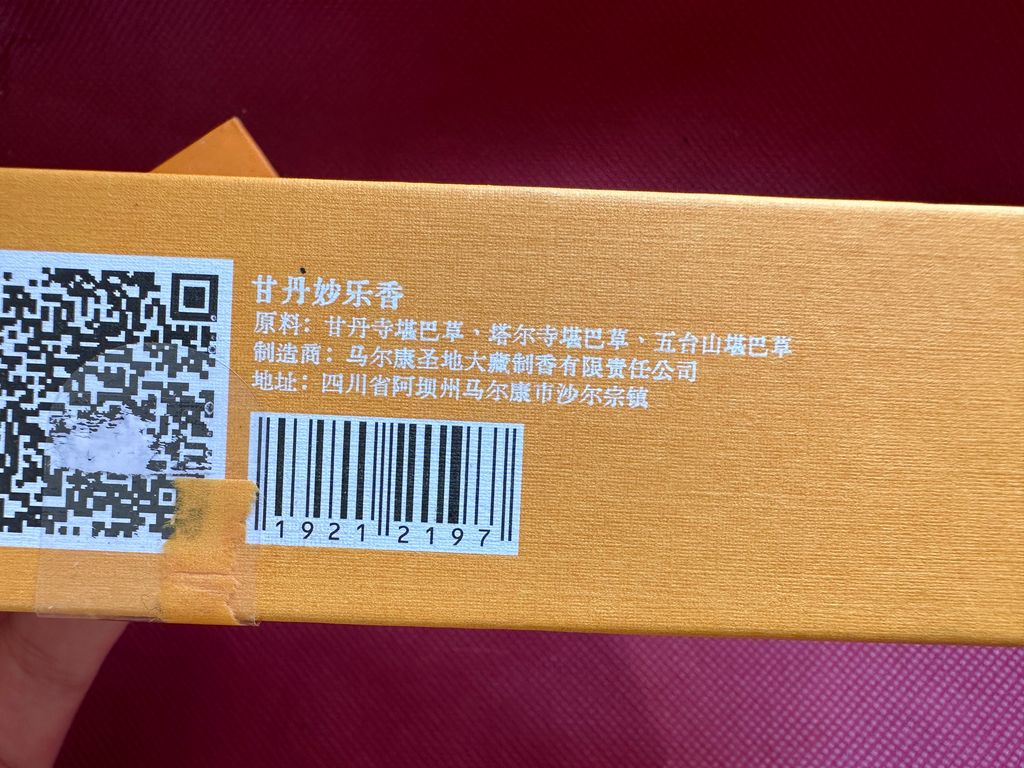 甘丹妙乐香
原料：甘丹寺堪巴草、塔尔寺堪巴草、五台山堪巴草
制造商：马尔康圣地大藏制香有限责任公司
地址：四川省阿坝州马尔康市沙尔宗镇
1921 2197